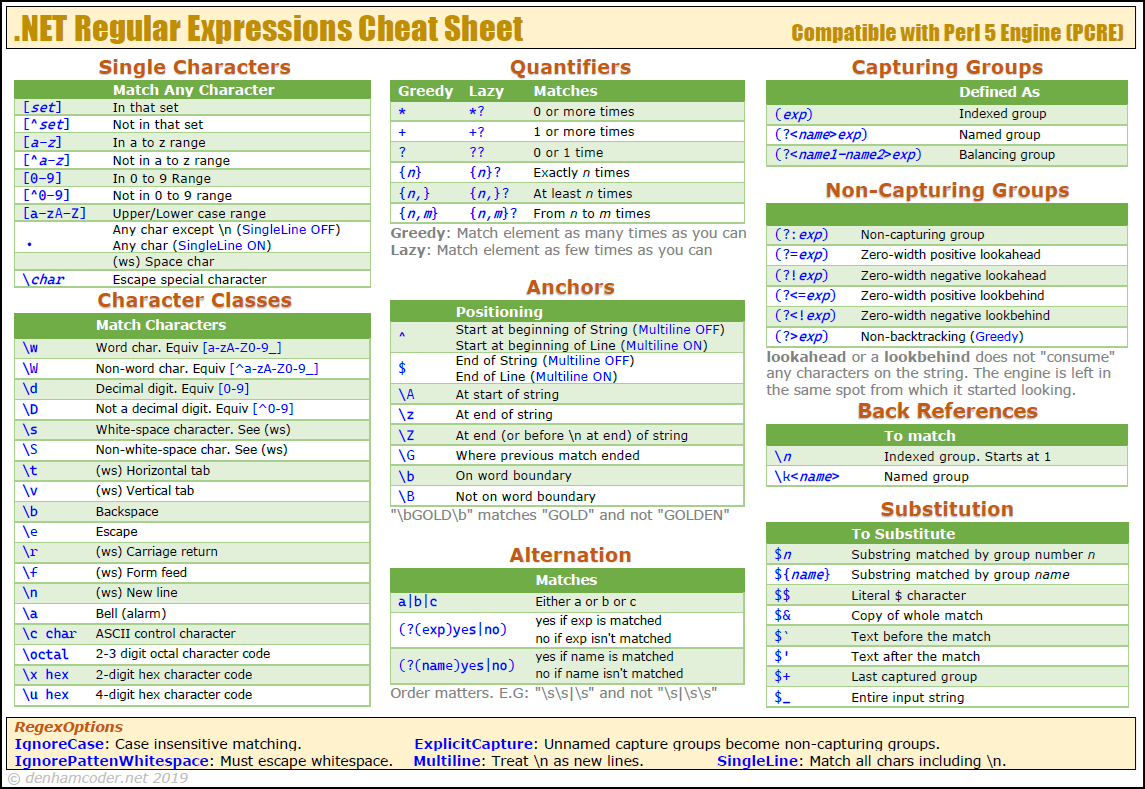 .NET Regular Expressions Cheat Sheet
Compatible with Perl 5 Engine (PCRE)
Single Characters
Match Any Character
[set] In that set
[^set] Not in that set
[a-z] In a to z range
[^a-z] Not in a to z range
[0-9] In 0 to 9 Range
[^0-9] Not in 0 to 9 range
[a-zA-Z] Upper/Lower case range
Any char except \n (SingleLine OFF)
. Any char (SingleLine ON)
(ws) Space char
\char Escape special character
Character Classes
Match Characters
\w Word char. Equiv [a-zA-Z0-9_]
\W Non-word char. Equiv [^a-zA-Z0-9_]
\d Decimal digit. Equiv [0-9]
\D Not a decimal digit. Equiv [^0-9]
\s White-space character. See (ws)
\S Non-white-space char. See (ws)
\t (ws) Horizontal tab
\v (ws) Vertical tab
\b Backspace
\e Escape
\r (ws) Carriage return
\f (ws) Form feed
\n (ws) New line
\a Bell (alarm)
\c char ASCII control character
\octal 2-3 digit octal character code
\x hex 2-digit hex character code
\u hex 4-digit hex character code
Quantifiers
Greedy Lazy Matches
* *? 0 or more times
+ +? 1 or more times
? ?? 0 or 1 time
{n} {n}? Exactly n times
{n,} {n,}? At least n times
{n,m} {n,m}? From n to m times
Greedy: Match element as many times as you can
Lazy: Match element as few times as you can
Anchors
Positioning
^ Start at beginning of String (Multiline OFF)
Start at beginning of Line (Multiline ON)
$ End of String (Multiline OFF)
End of Line (Multiline ON)
\A At start of string
\z At end of string
\Z At end (or before \n at end) of string
\G Where previous match ended
\b On word boundary
\B Not on word boundary
"\bGOLD\b" matches "GOLD" and not "GOLDEN"
Alternation
Matches
a|b|c Either a or b or c
(?(exp)yes|no) yes if exp is matched
no if exp isn't matched
(?(name)yes|no) yes if name is matched
no if name isn't matched
Order matters. E.G: "\s\s|\s" and not "\s|\s\s"
Capturing Groups
Defined As
(exp) Indexed group
(?<name>exp) Named group
(?<name1-name2>exp) Balancing group
Non-Capturing Groups
(?:exp) Non-capturing group
(?=exp) Zero-width positive lookahead
(?!exp) Zero-width negative lookahead
(?<=exp) Zero-width positive lookbehind
(?<!exp) Zero-width negative lookbehind
(?>exp) Non-backtracking (Greedy)
lookahead or a lookbehind does not "consume"
any characters on the string. The engine is left in
the same spot from which it started looking.
Back References
To match
\n Indexed group. Starts at 1
\k<name> Named group
Substitution
To Substitute
$n Substring matched by group number n
${name} Substring matched by group name
$$ Literal $ character
$& Copy of whole match
$` Text before the match
$' Text after the match
$+ Last captured group
$_ Entire input string
RegexOptions
IgnoreCase: Case insensitive matching. ExplicitCapture: Unnamed capture groups become non-capturing groups.
IgnorePattenWhitespace: Must escape whitespace. Multiline: Treat \n as new lines. SingleLine: Match all chars including \n.
© denhamcoder.net 2019